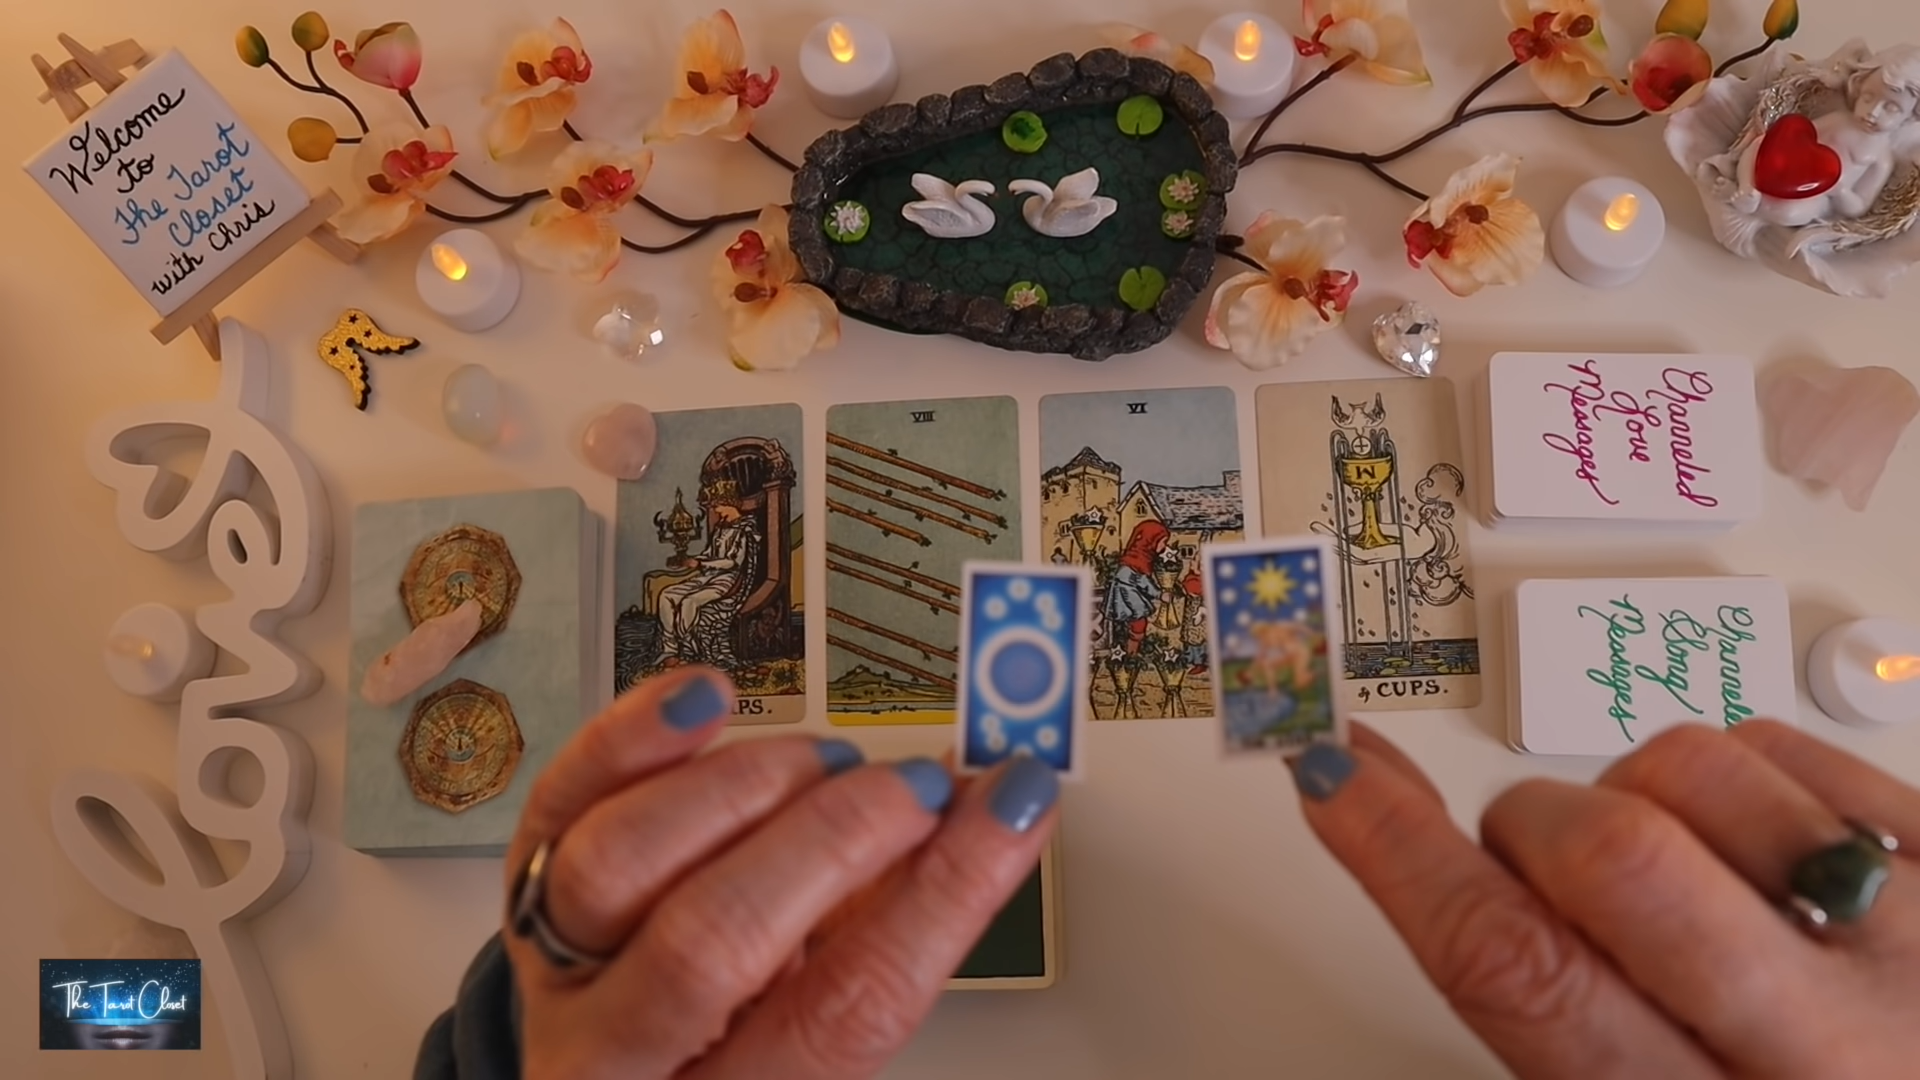 Welcome
to
The Tarot
Closet
with Chris
VIII
VI
CUPS.
Channeled
Love
Messages
Channele
Song
Messages
love
The Tarot Closet